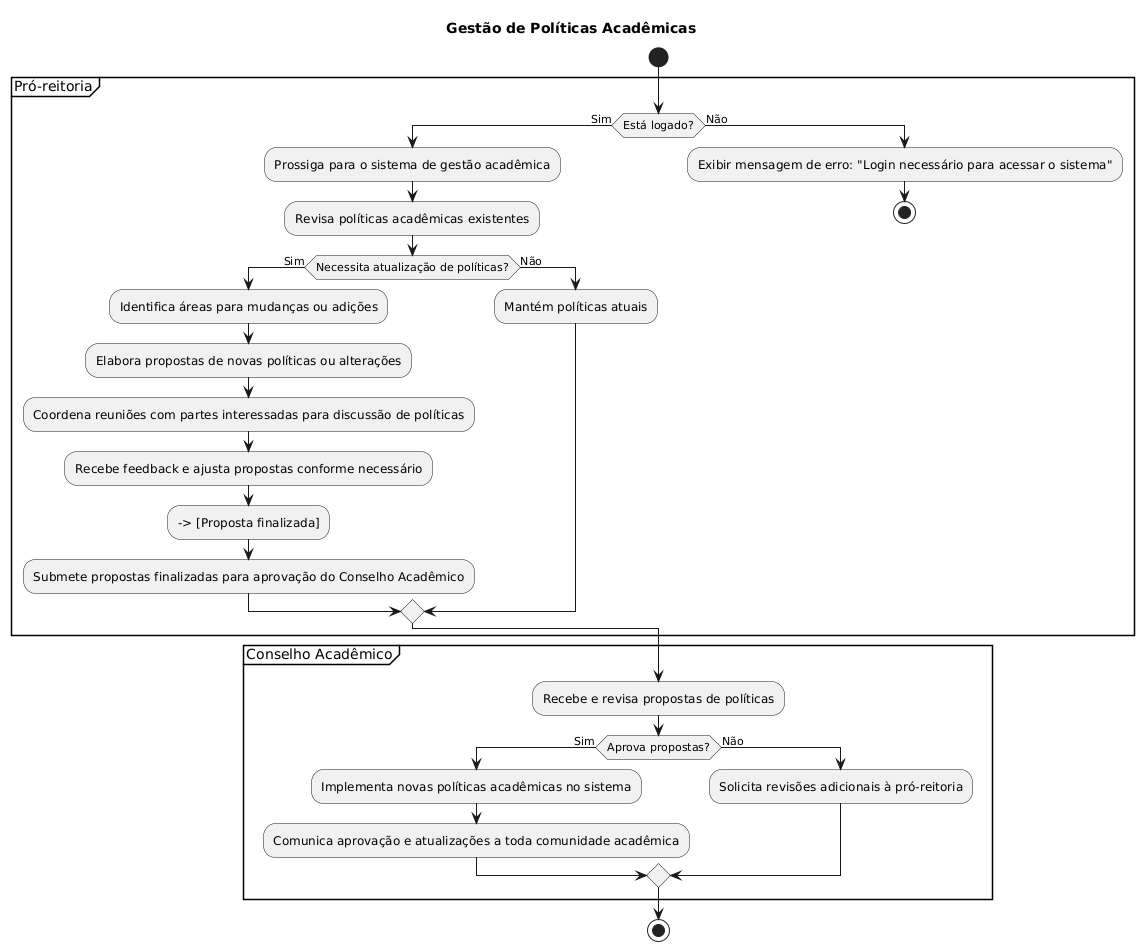 Gestão de Políticas Acadêmicas
Pró-reitoria
Está logado?
Sim
Não
Prossiga para o sistema de gestão acadêmica
Exibir mensagem de erro: "Login necessário para acessar o sistema"
Revisa políticas acadêmicas existentes
Necessita atualização de políticas?
Sim
Não
Identifica áreas para mudanças ou adições
Mantém políticas atuais
Elabora propostas de novas políticas ou alterações
Coordena reuniões com partes interessadas para discussão de políticas
Recebe feedback e ajusta propostas conforme necessário
-> [Proposta finalizada]
Submete propostas finalizadas para aprovação do Conselho Acadêmico
Conselho Acadêmico
Recebe e revisa propostas de políticas
Aprova propostas?
Sim
Não
Implementa novas políticas acadêmicas no sistema
Solicita revisões adicionais à pró-reitoria
Comunica aprovação e atualizações a toda comunidade acadêmica